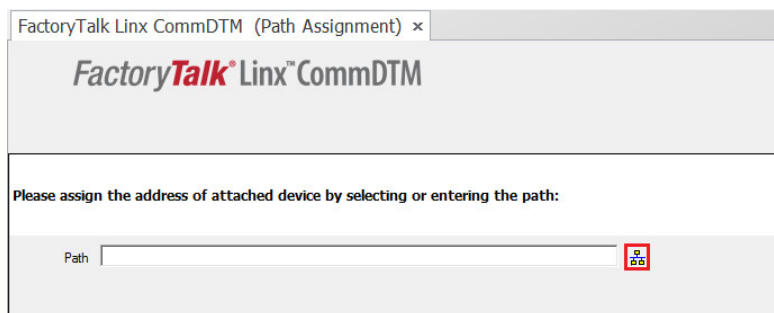 FactoryTalk Linx CommDTM (Path Assignment) ×
FactoryTalk® Linx™ CommDTM
Please assign the address of attached device by selecting or entering the path:
Path